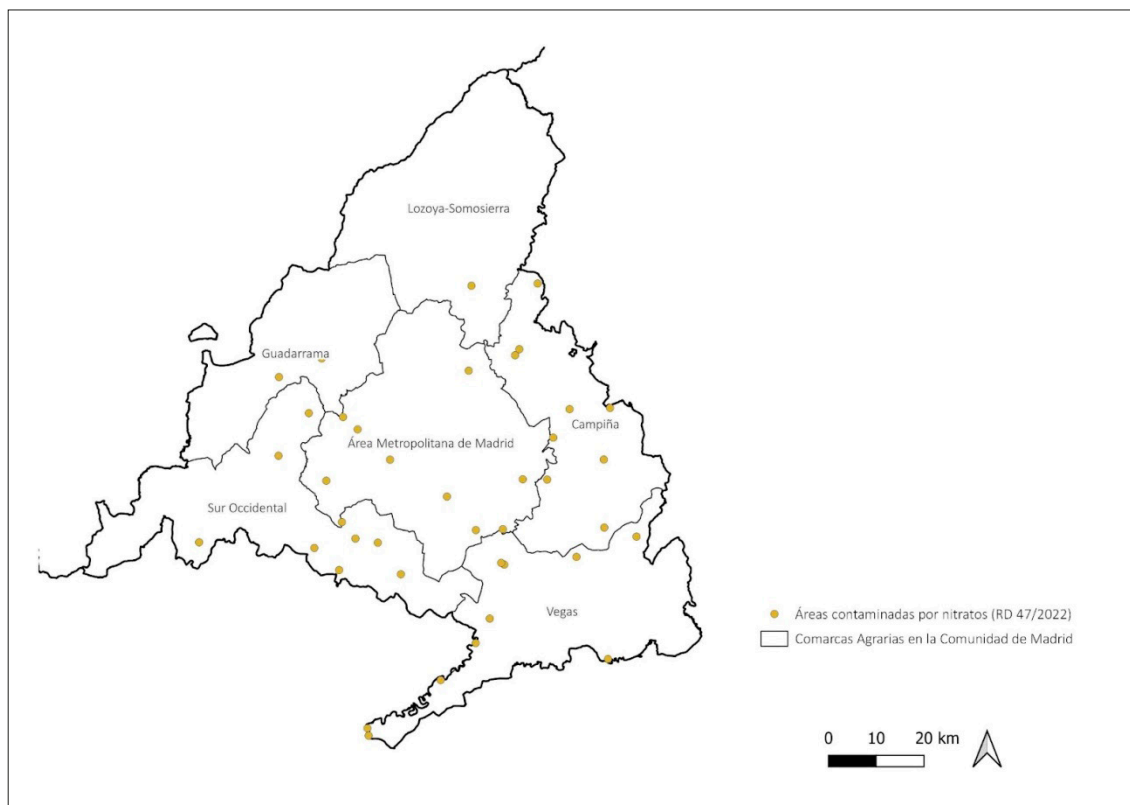 Lozoya-Somosierra
Guadarrama
Campiña
Área Metropolitana de Madrid
Sur Occidental
Vegas
Áreas contaminadas por nitratos (RD 47/2022)
Comarcas Agrarias en la Comunidad de Madrid
0 10 20 km